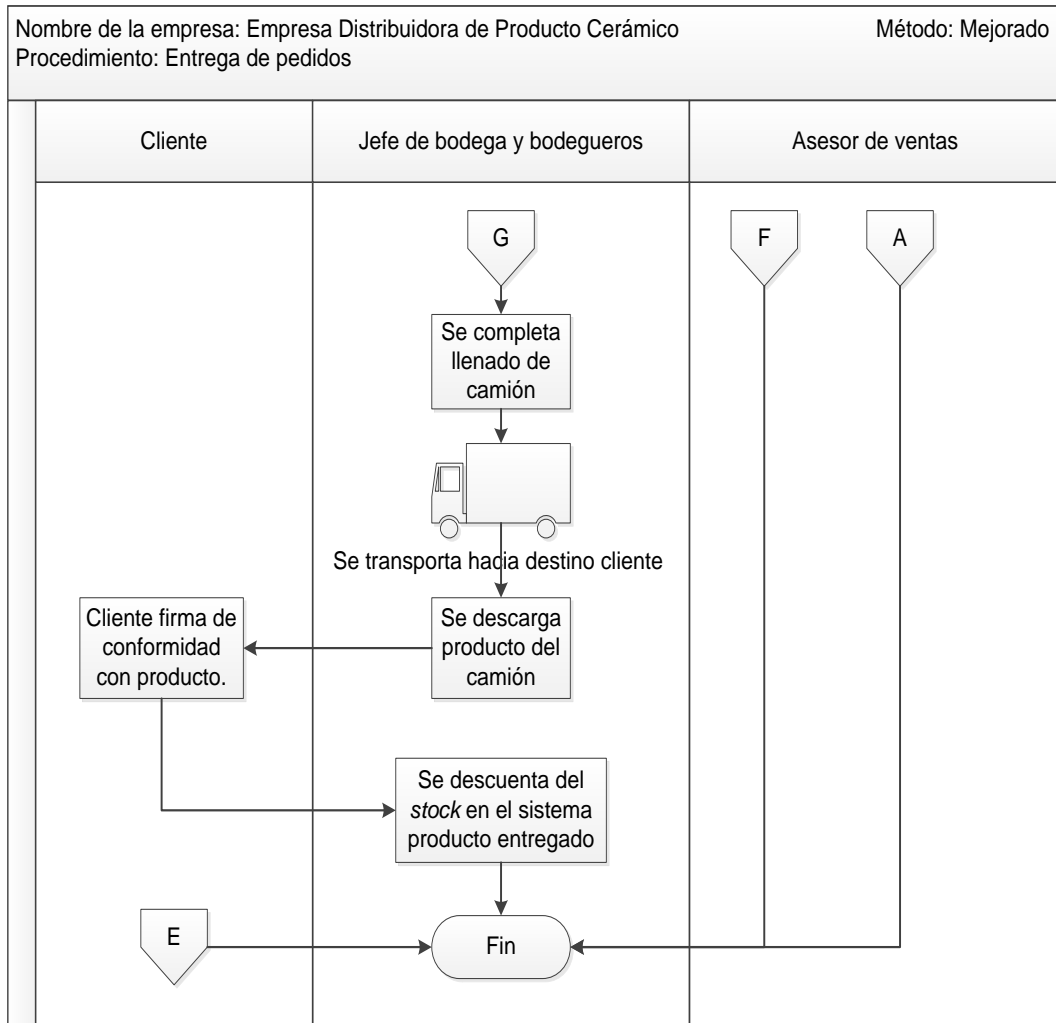 Nombre de la empresa: Empresa Distribuidora de Producto Cerámico Método: Mejorado
Procedimiento: Entrega de pedidos
Cliente
Jefe de bodega y bodegueros
Asesor de ventas
G
F
A
Se completa
llenado de
camión
Se transporta hacia destino cliente
Cliente firma de
conformidad
con producto.
Se descarga
producto del
camión
Se descuenta del
stock en el sistema
producto entregado
E
Fin